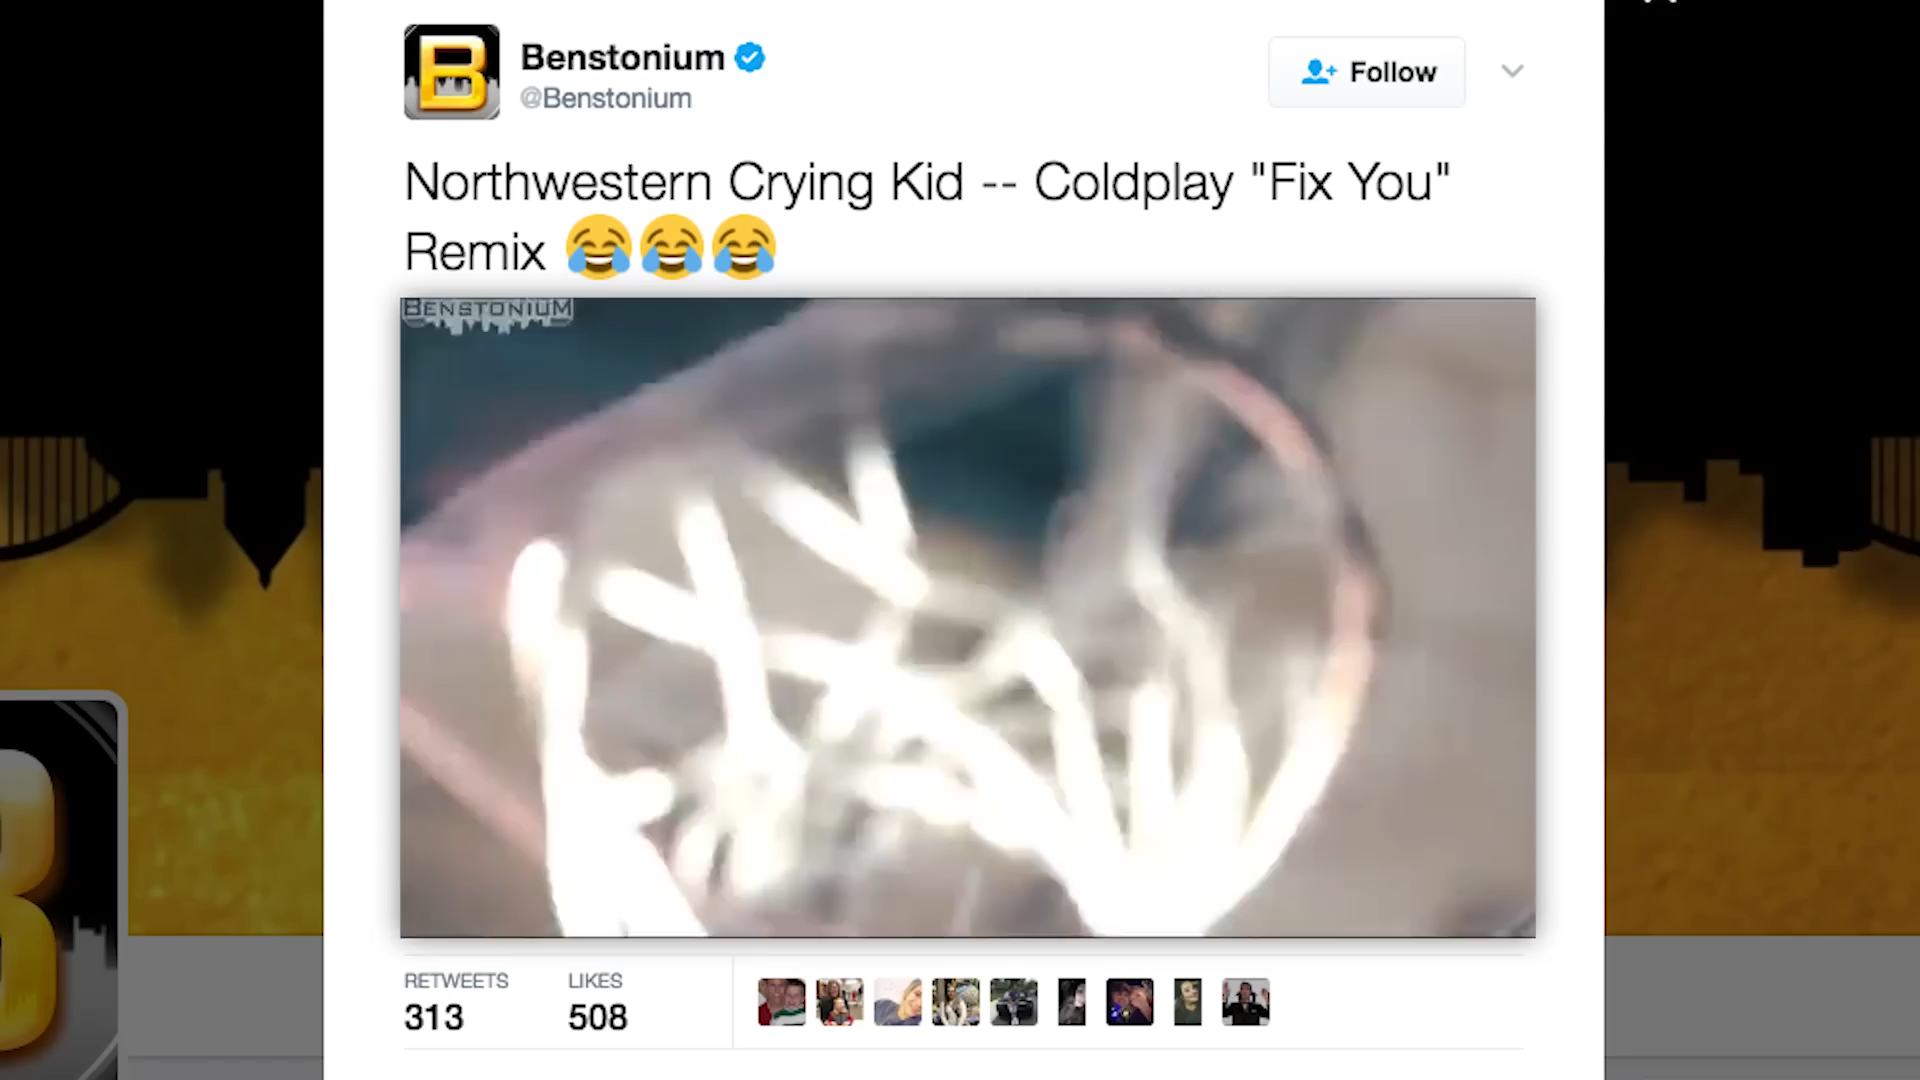 B
Benstonium
@Benstonium
Follow
Northwestern Crying Kid -- Coldplay "Fix You"
Remix 😂😂😂
BENSTONIUM
RETWEETS
LIKES
313
508